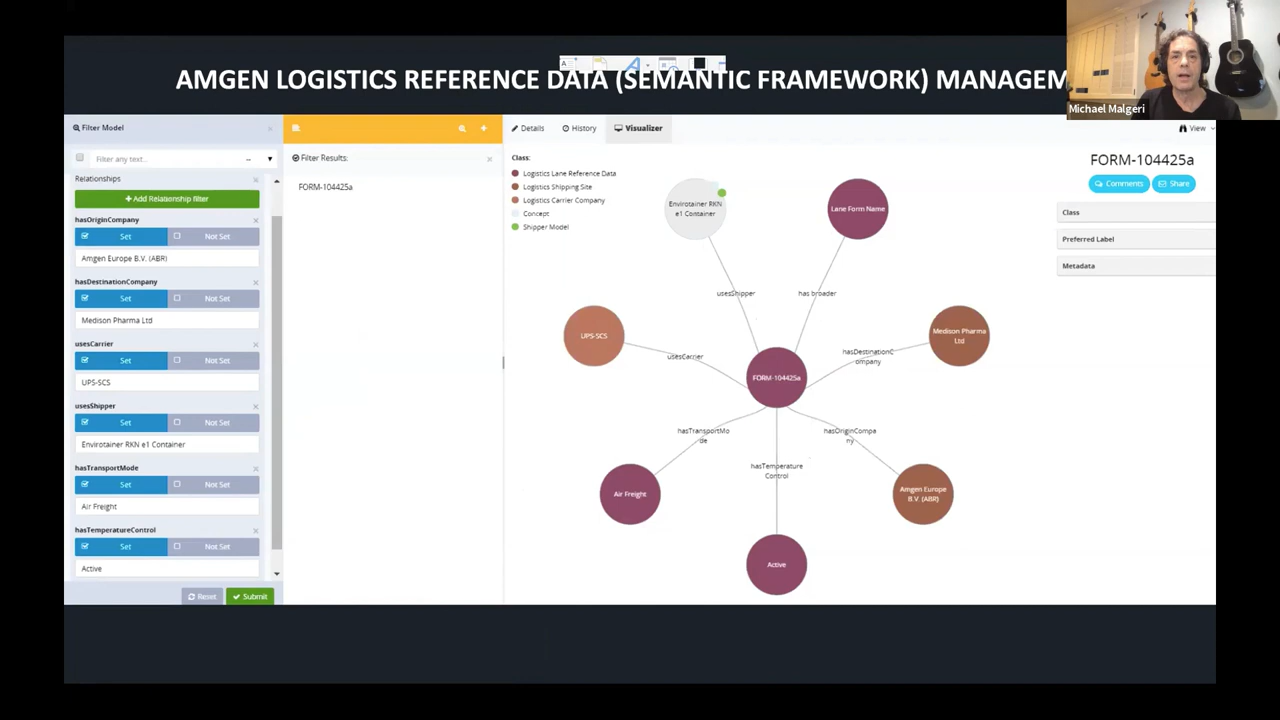 AMGEN LOGISTICS REFERENCE DATA (SEMANTIC FRAMEWORK) MANAGEM
Michael Malgeri
Filter Model
Filter any text...
Relationships
Add Relationship filter
hasOriginCompany
Set
Not Set
Amgen Europe B.V. (ABR)
hasDestinationCompany
Set
Not Set
Medison Pharma Ltd
usesCarrier
Set
Not Set
UPS-SCS
usesShipper
Set
Not Set
Envirotainer RKN e1 Container
hasTransportMode
Set
Not Set
Air Freight
hasTemperatureControl
Set
Not Set
Active
Reset
Submit
Filter Results:
FORM-104425a
Details
History
Visualizer
View
Class:
Logistics Lane Reference Data
Logistics Shipping Site
Logistics Carrier Company
Concept
Shipper Model
Envirotainer RKN
e1 Container
Lane Form Name
usesShipper
has broader
UPS-SCS
usesCarrier
Medison Pharma
Ltd
hasDestinationC
ompany
FORM-104425a
hasTransportMo
de
hasOriginCompa
ny
hasTemperature
Control
Air Freight
Amgen Europe
B.V. (ABR)
Active
FORM-104425a
Comments
Share
Class
Preferred Label
Metadata